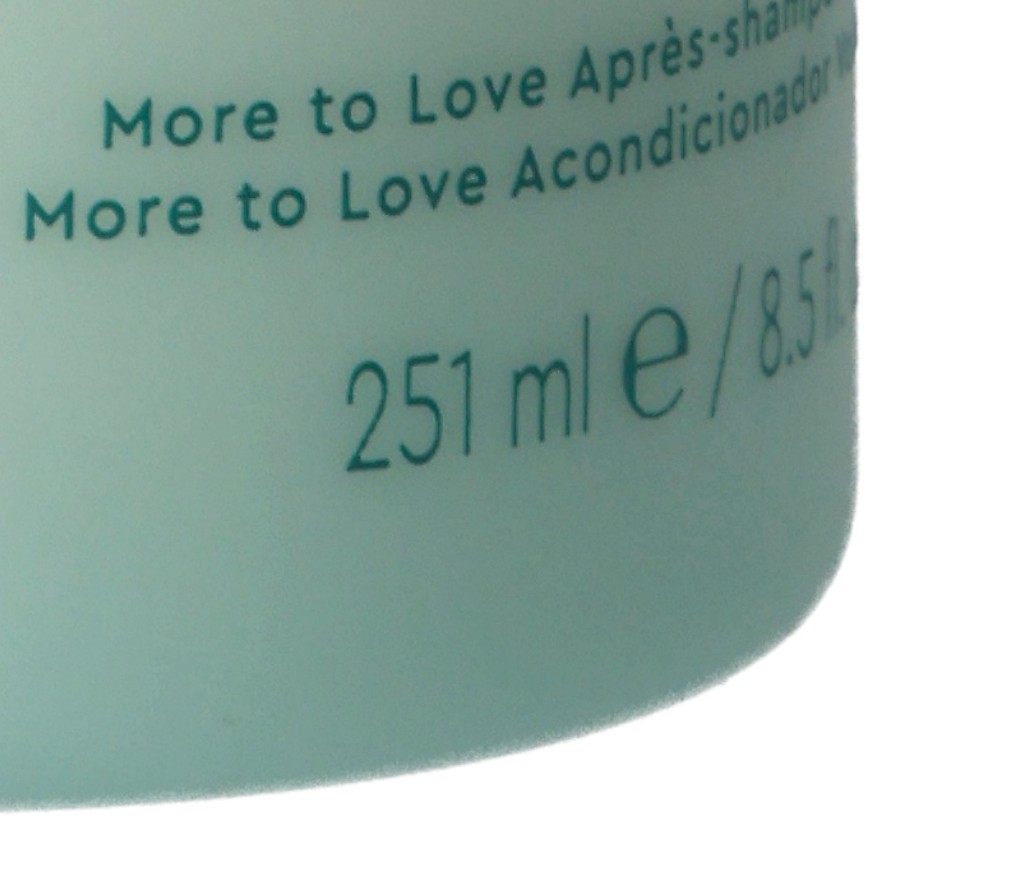 More to Love Après-shamp
More to Love Acondicionador
251 ml e / 8.5 fl.